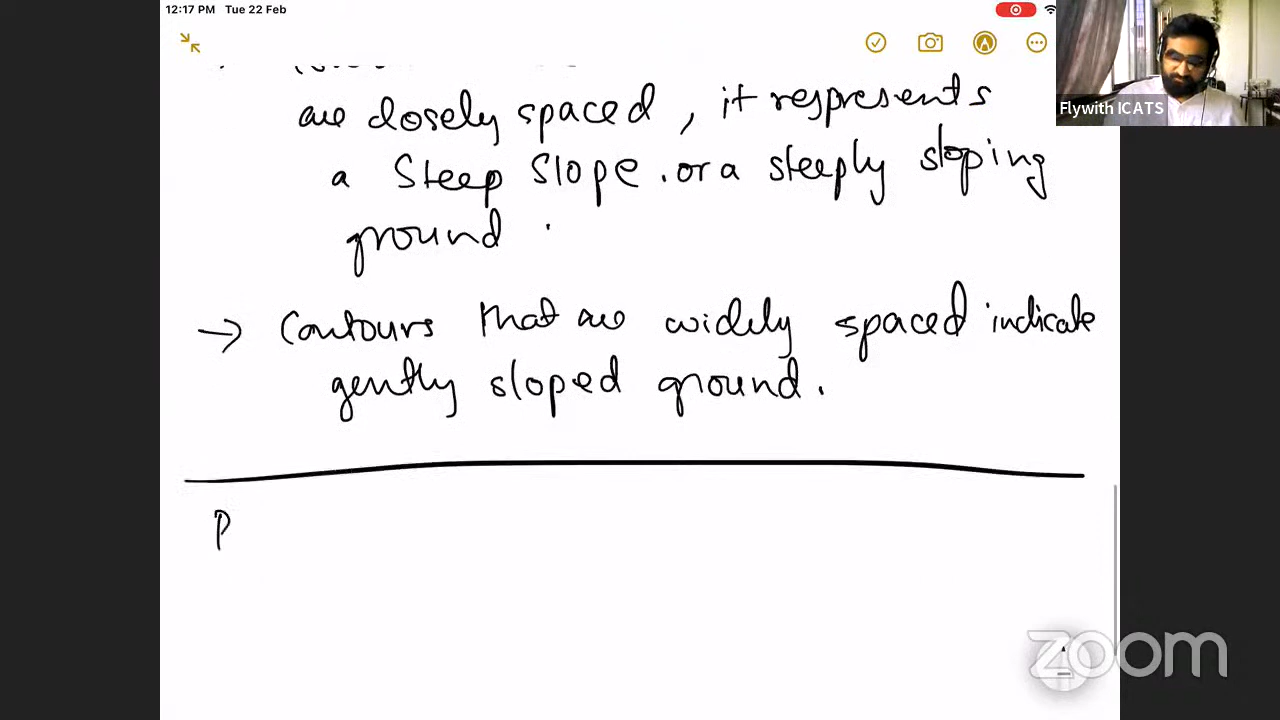 12:17 PM Tue 22 Feb
Flywith ICATS
are closely spaced, it respresents
a Steep Slope. or a steeply sloping
ground.
→ Contours that are widely spaced indicate
gently sloped ground.
P
zoom